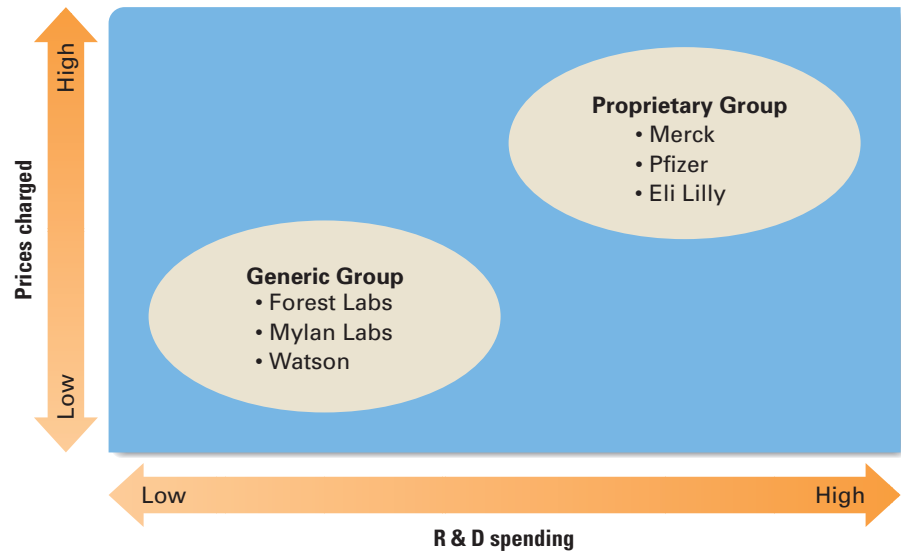 High
Prices charged
Low
Proprietary Group
• Merck
• Pfizer
• Eli Lilly
Generic Group
• Forest Labs
• Mylan Labs
• Watson
Low
High
R & D spending